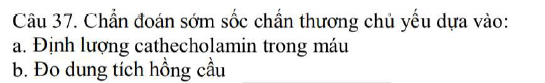 Câu 37. Chẩn đoán sớm sốc chấn thương chủ yếu dựa vào:
a. Định lượng cathecholamin trong máu
b. Đo dung tích hồng cầu